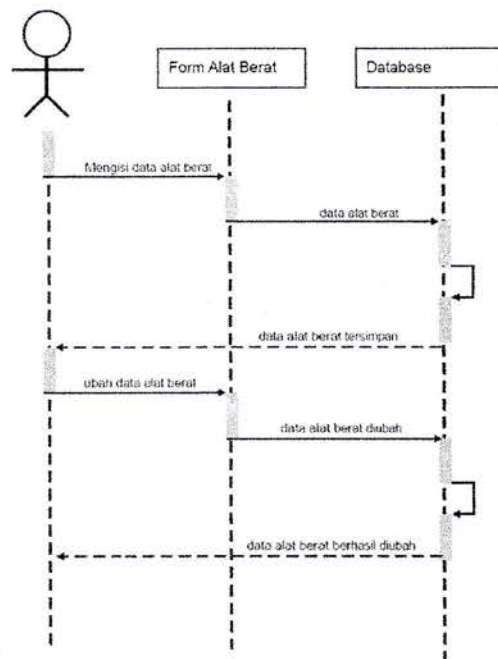 Form Alat Berat
Database
Mengisi data alat berat
data alat berat
data alat berat tersimpan
ubah data alat berat
data alat berat diubah
data alat berat berhasil diubah